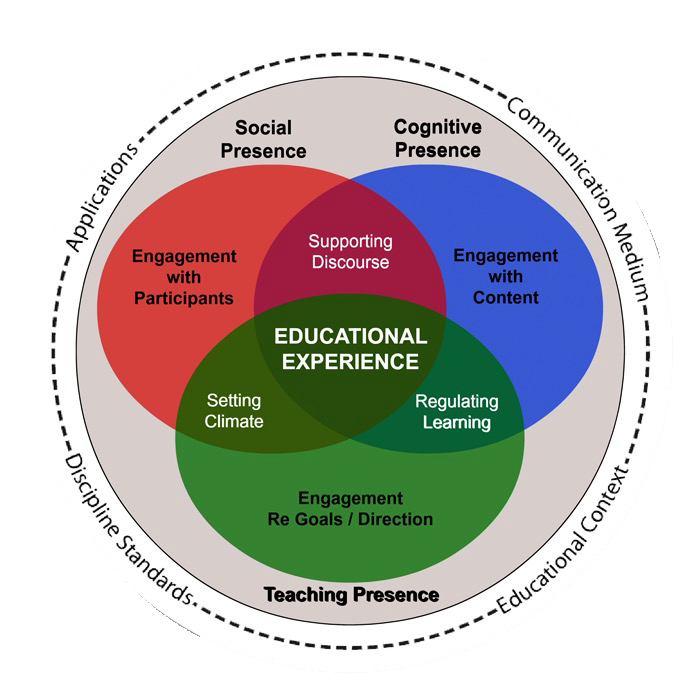 Social
Presence
Cognitive
Presence
Communication Medium
Applications
Engagement
with
Participants
Supporting
Discourse
Engagement
with
Content
EDUCATIONAL
EXPERIENCE
Setting
Climate
Regulating
Learning
Engagement
Re Goals / Direction
Teaching Presence
Discipline Standards
Educational Context